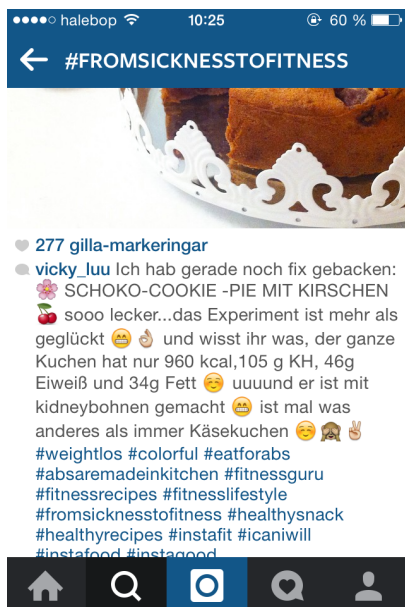 halebop 10:25 60 %
#FROMSICKNESSTOFITNESS
277 gilla-markeringar
vicky_luu Ich hab gerade noch fix gebacken:
🌸 SCHOKO-COOKIE -PIE MIT KIRSCHEN
🍒 sooo lecker...das Experiment ist mehr als
geglückt 😁👌 und wisst ihr was, der ganze
Kuchen hat nur 960 kcal,105 g KH, 46g
Eiweiß und 34g Fett ☺️ uuuund er ist mit
kidneybohnen gemacht 😁 ist mal was
anderes als immer Käsekuchen ☺️🙈✌️
#weightlos #colorful #eatforabs
#absaremadeinkitchen #fitnessguru
#fitnessrecipes #fitnesslifestyle
#fromsicknesstofitness #healthysnack
#healthyrecipes #instafit #icaniwill
#instafood #instagood